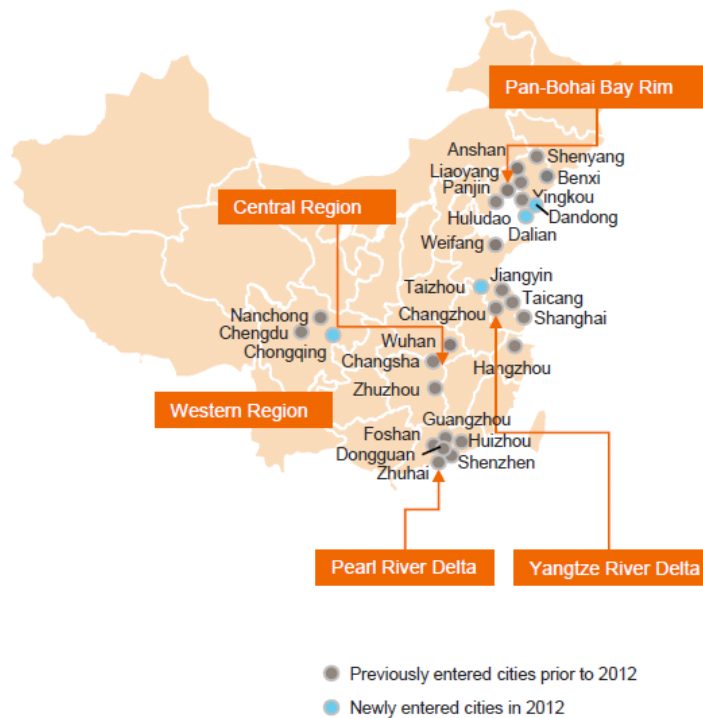 Pan-Bohai Bay Rim
Anshan
Shenyang
Liaoyang
Benxi
Panjin
Yingkou
Central Region
Huludao
Dandong
Dalian
Weifang
Taizhou
Jiangyin
Taicang
Nanchong
Changzhou
Shanghai
Chengdu
Wuhan
Chongqing
Changsha
Hangzhou
Zhuzhou
Western Region
Guangzhou
Foshan
Huizhou
Dongguan
Shenzhen
Zhuhai
Pearl River Delta
Yangtze River Delta
Previously entered cities prior to 2012
Newly entered cities in 2012